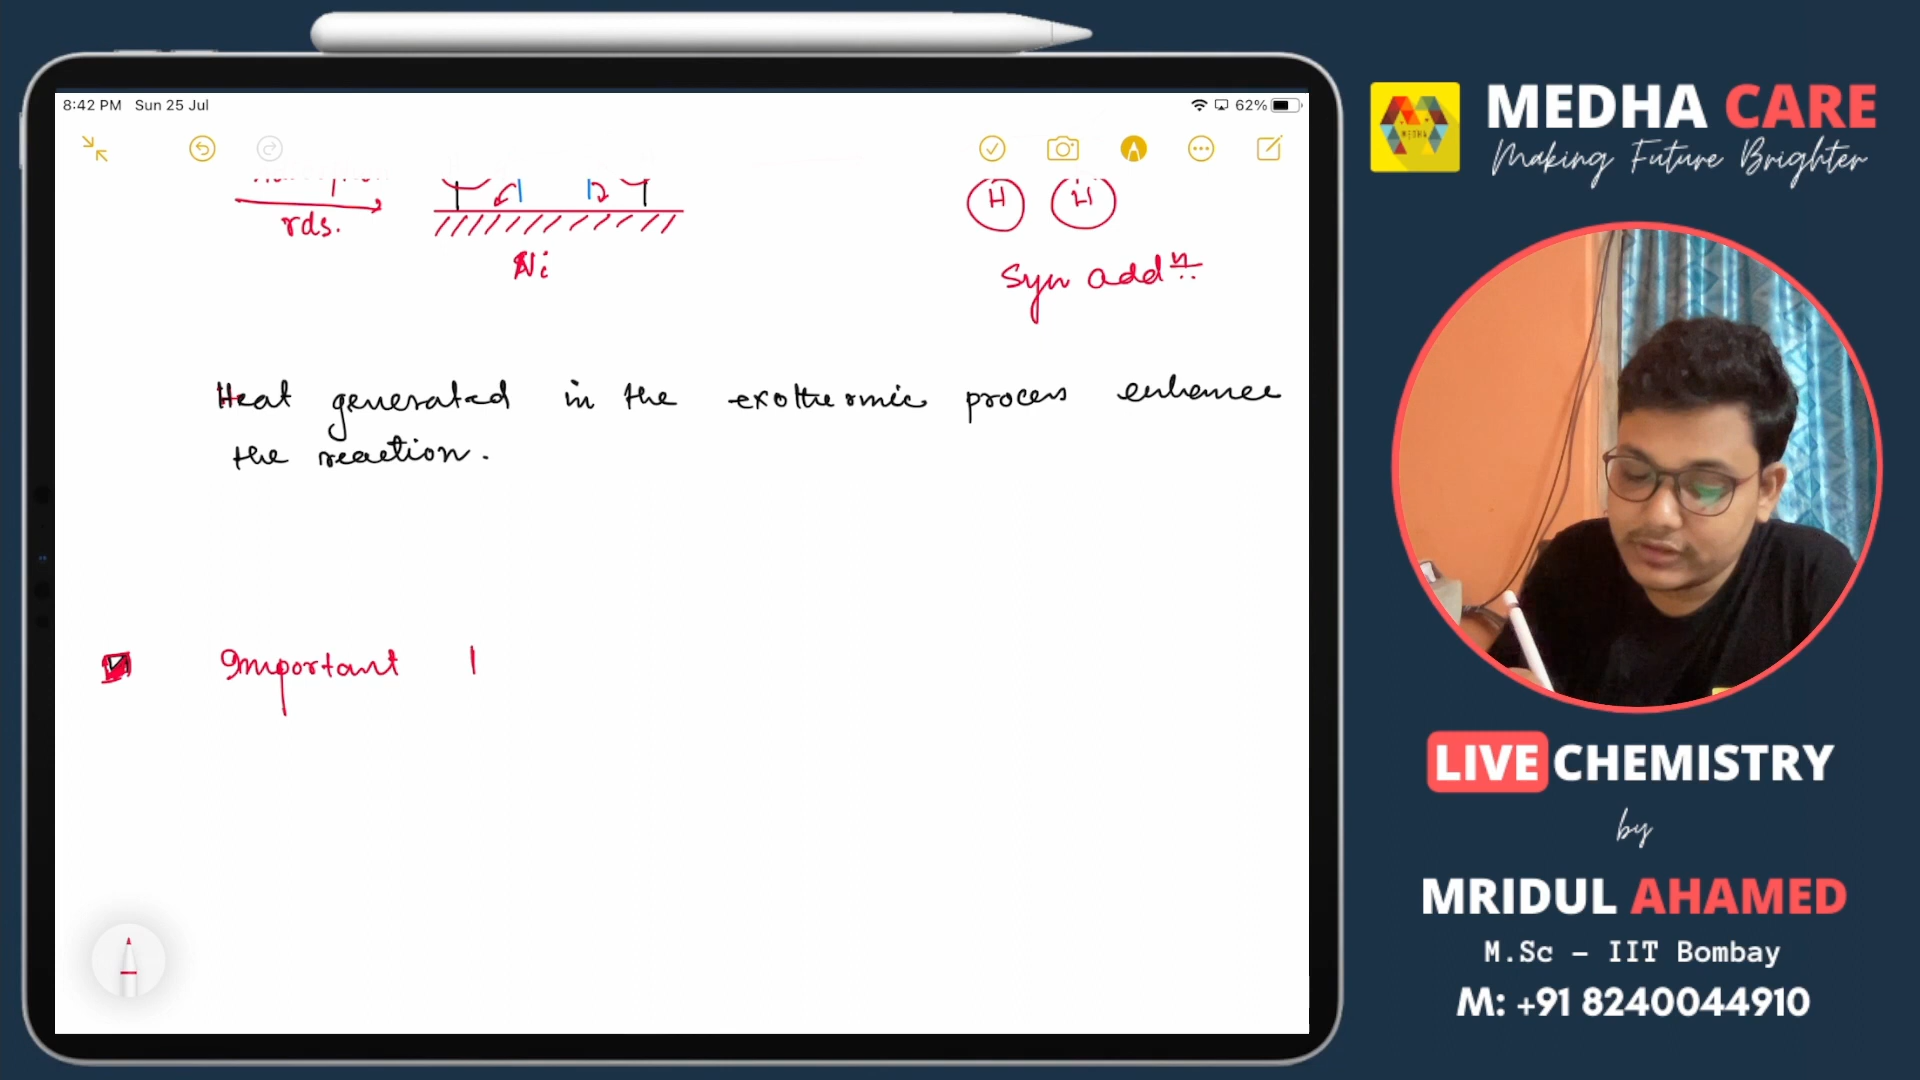 8:42 PM Sun 25 Jul
62%
rds.
Ni
H H
Syn addn
Heat generated in the exothermic process enhance
the reaction.
Important
MEDHA CARE
Making Future Brighter
MEDHA
LIVE CHEMISTRY
by
MRIDUL AHAMED
M.Sc – IIT Bombay
M: +91 8240044910